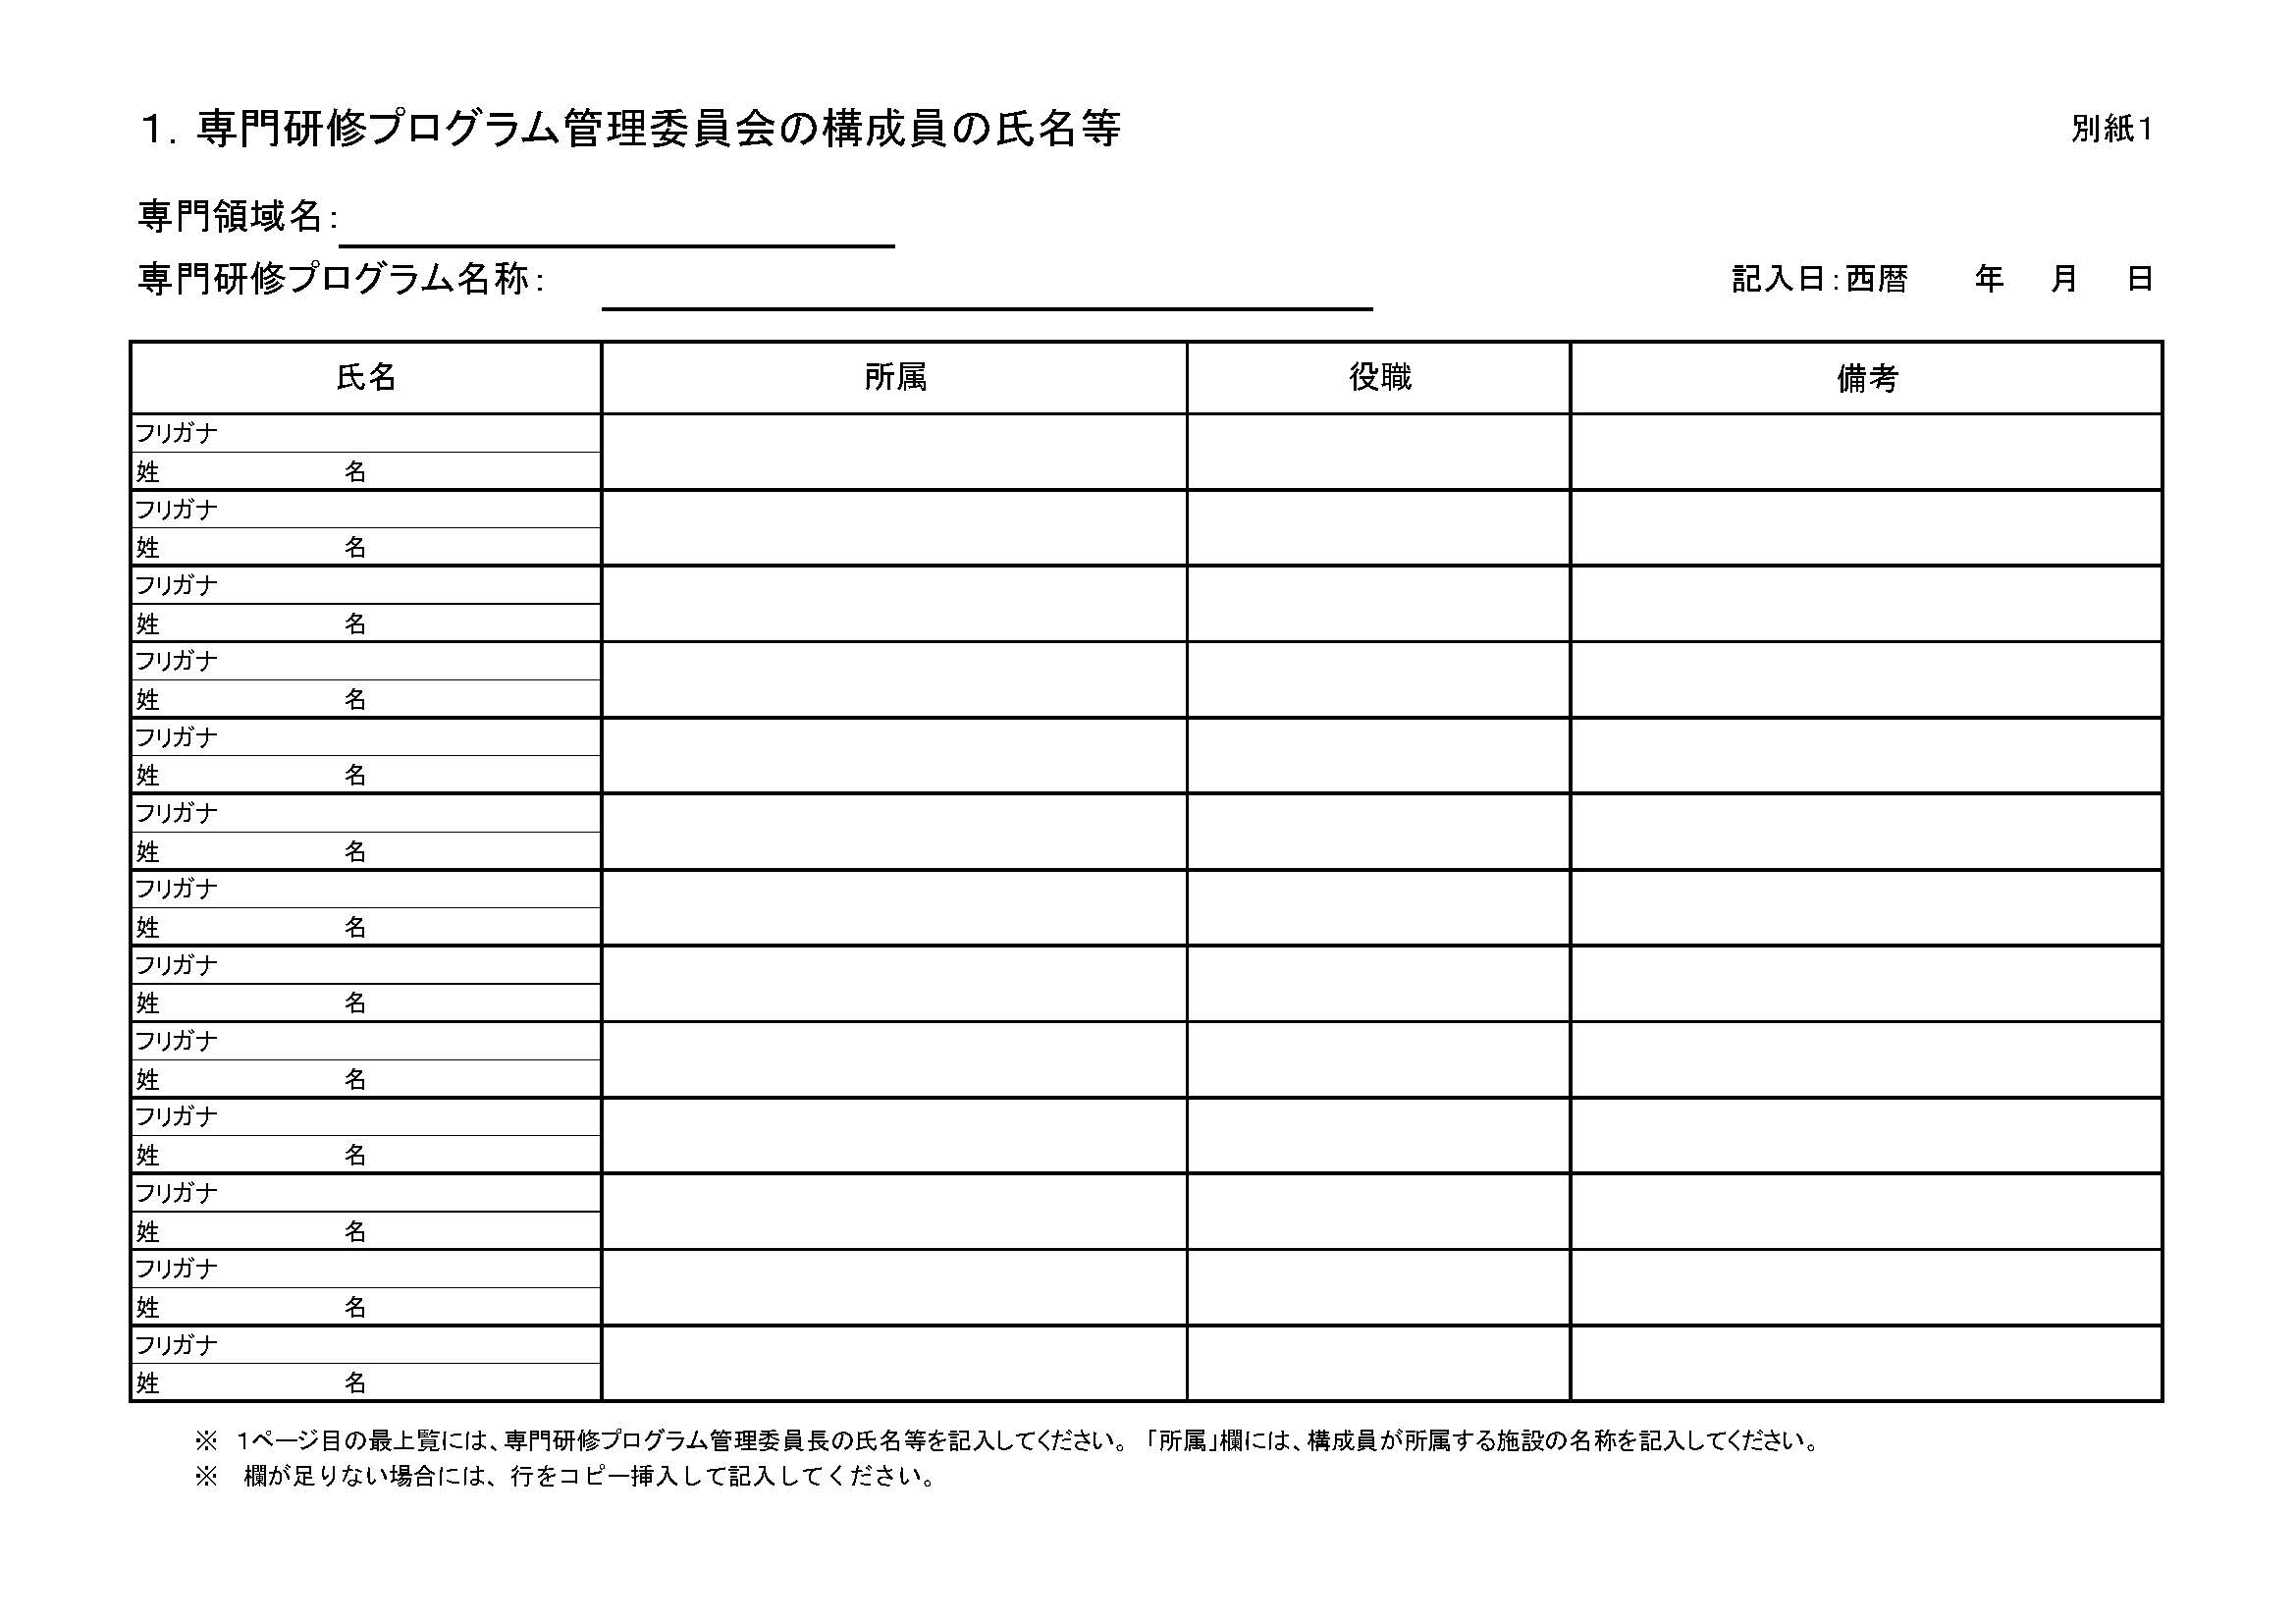 １．専門研修プログラム管理委員会の構成員の氏名等
別紙１
専門領域名：
専門研修プログラム名称：
記入日：西暦　　年　月　日
氏名　所属　役職　備考
フリガナ
姓　名
フリガナ
姓　名
フリガナ
姓　名
フリガナ
姓　名
フリガナ
姓　名
フリガナ
姓　名
フリガナ
姓　名
フリガナ
姓　名
フリガナ
姓　名
フリガナ
姓　名
フリガナ
姓　名
フリガナ
姓　名
フリガナ
姓　名
※　１ページ目の最上覧には、専門研修プログラム管理委員長の氏名等を記入してください。「所属」欄には、構成員が所属する施設の名称を記入してください。
※　欄が足りない場合には、行をコピー挿入して記入してください。